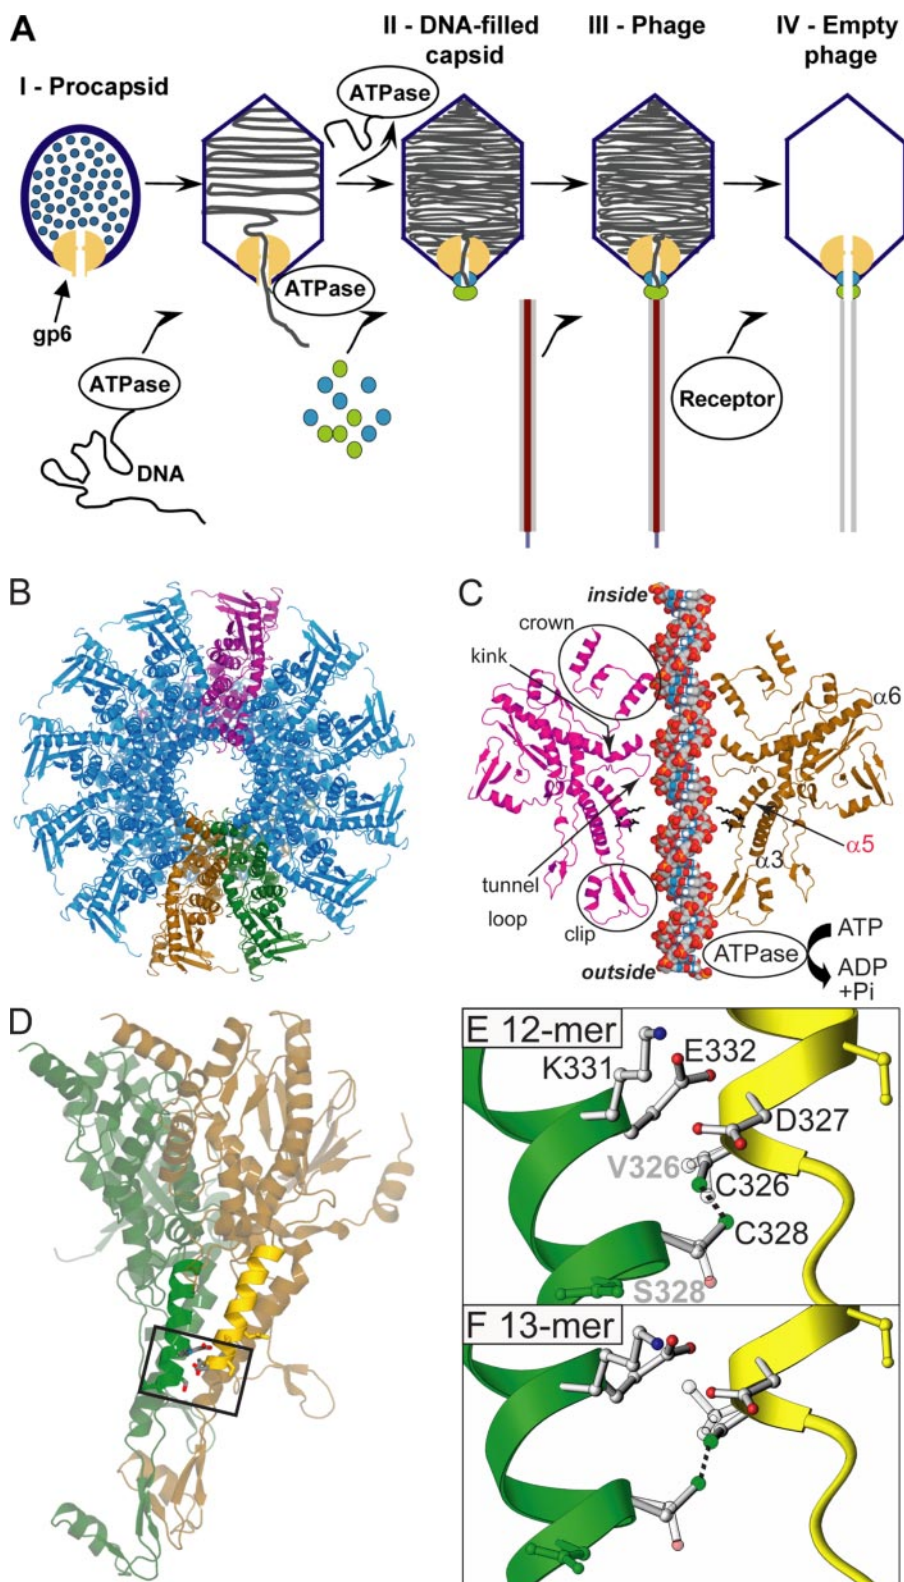 A
I - Procapsid
II - DNA-filled
capsid
III - Phage
IV - Empty
phage
ATPase
gp6
ATPase
ATPase
DNA
Receptor
B
C
inside
crown
kink
α6
α5
α3
tunnel
loop
clip
outside
ATPase
ATP
ADP
+Pi
D
E 12-mer
K331
E332
D327
V326
C326
C328
S328
F 13-mer